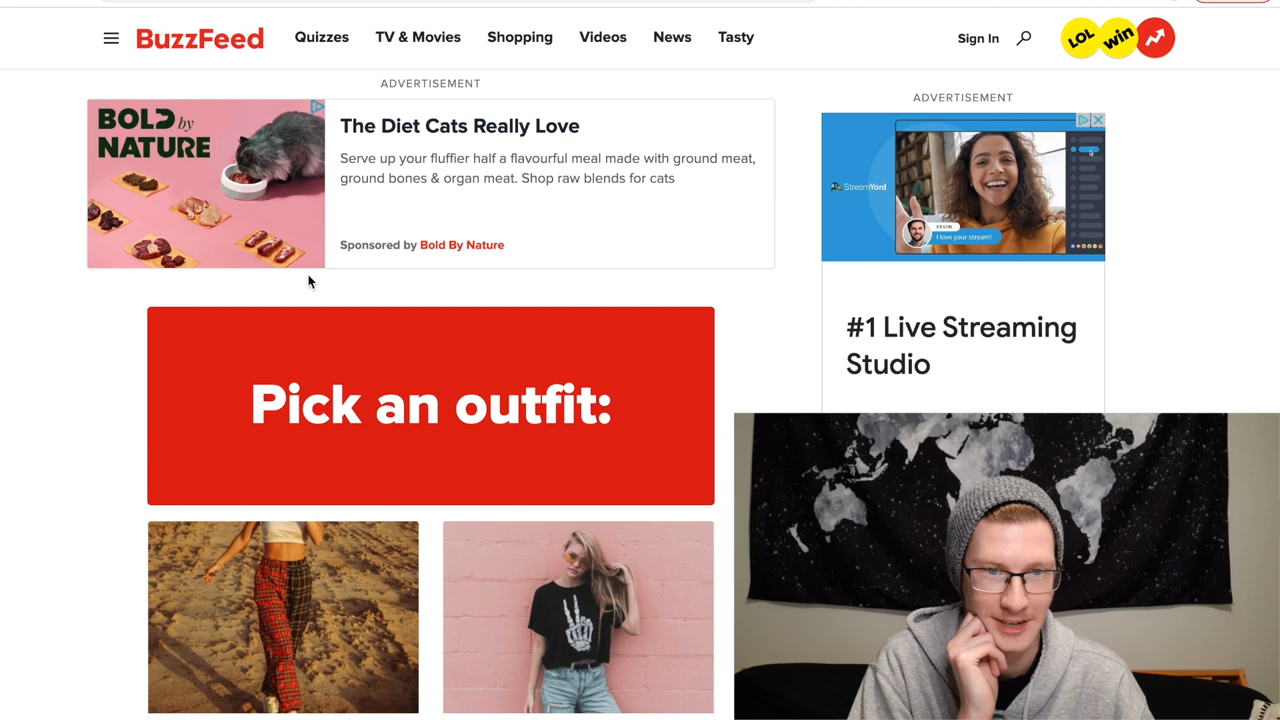 BuzzFeed
Quizzes
TV & Movies
Shopping
Videos
News
Tasty
Sign In
LOL
win
ADVERTISEMENT
BOLD by
NATURE
The Diet Cats Really Love
Serve up your fluffier half a flavourful meal made with ground meat,
ground bones & organ meat. Shop raw blends for cats
Sponsored by Bold By Nature
ADVERTISEMENT
StreamYard
KEVIN
I love your stream!
#1 Live Streaming
Studio
Pick an outfit: